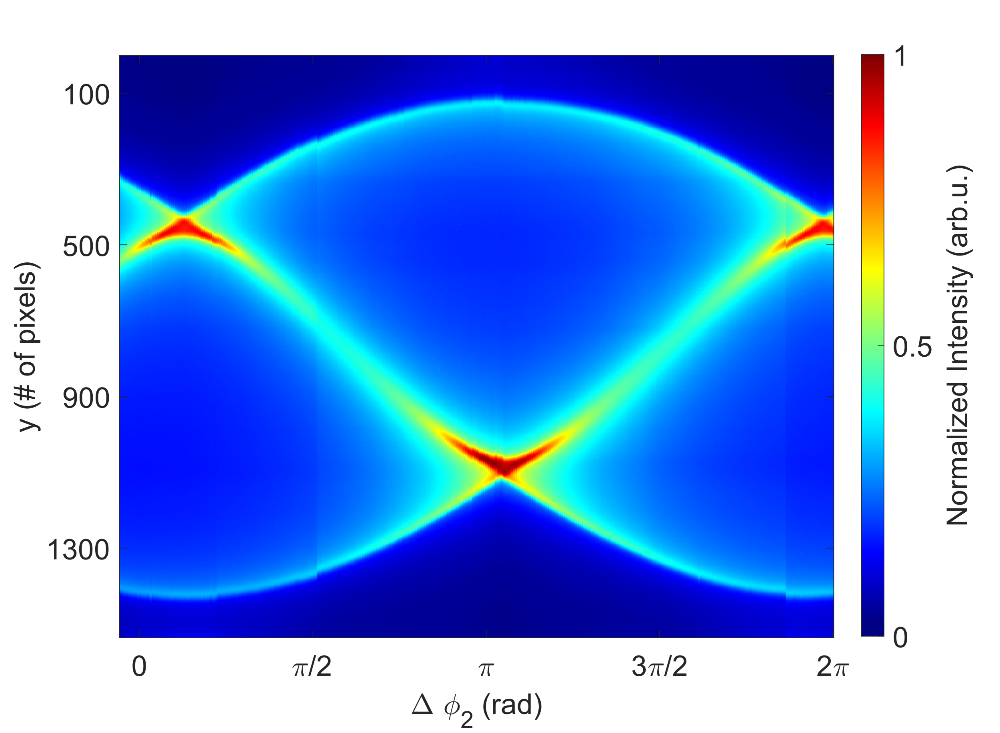 100
500
900
1300
y (# of pixels)
0
π/2
π
3π/2
2π
Δ ϕ2 (rad)
1
0.5
0
Normalized Intensity (arb.u.)